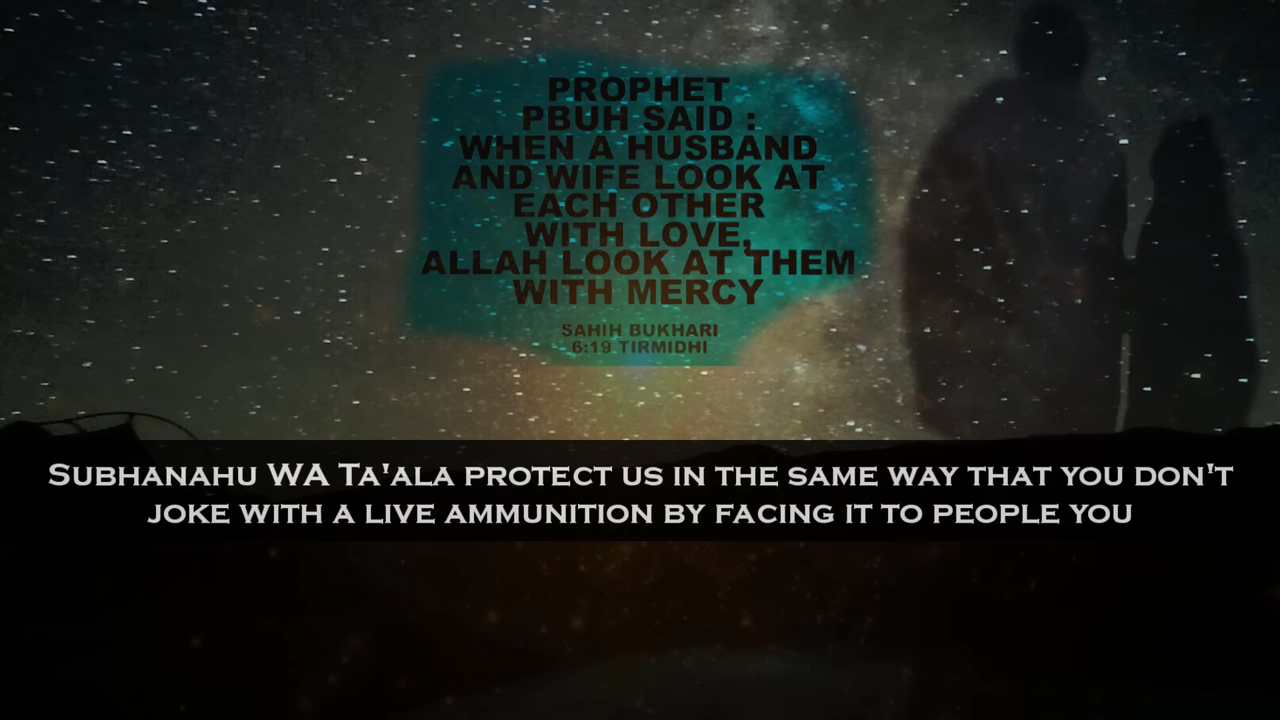 PROPHET
PBUH SAID :
WHEN A HUSBAND
AND WIFE LOOK AT
EACH OTHER
WITH LOVE,
ALLAH LOOK AT THEM
WITH MERCY
SAHIH BUKHARI
6:19 TIRMIDHI
SUBHANAHU WA TA'ALA PROTECT US IN THE SAME WAY THAT YOU DON'T
JOKE WITH A LIVE AMMUNITION BY FACING IT TO PEOPLE YOU